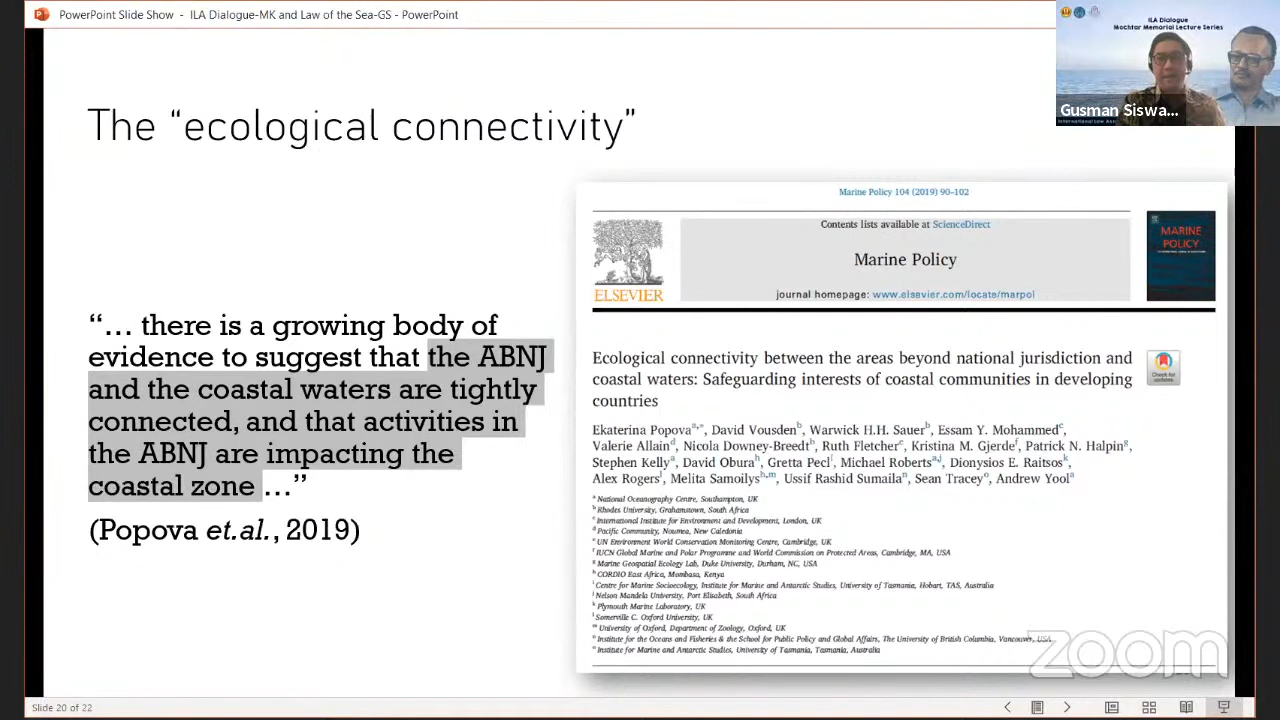 PowerPoint Slide Show - ILA Dialogue-MK and Law of the Sea-GS - PowerPoint
ILA Dialogue
Mochtar Memorial Lecture Series
Gusman Siswa...
The “ecological connectivity”
“… there is a growing body of
evidence to suggest that the ABNJ
and the coastal waters are tightly
connected, and that activities in
the ABNJ are impacting the
coastal zone …”
(Popova et.al., 2019)
Marine Policy 104 (2019) 90–102
Contents lists available at ScienceDirect
Marine Policy
journal homepage: www.elsevier.com/locate/marpol
ELSEVIER
MARINE
POLICY
Ecological connectivity between the areas beyond national jurisdiction and
coastal waters: Safeguarding interests of coastal communities in developing
countries
Check for
updates
Ekaterina Popova a,*, David Vousden b, Warwick H.H. Sauer b, Essam Y. Mohammed c,
Valerie Allain d, Nicola Downey-Breedt b, Ruth Fletcher e, Kristina M. Gjerde f, Patrick N. Halpin g,
Stephen Kelly a, David Obura h, Gretta Pecl i, Michael Roberts a,j, Dionysios E. Raitsos k,
Alex Rogers l, Melita Samoilys h,m, Ussif Rashid Sumaila n, Sean Tracey o, Andrew Yool a
a National Oceanography Centre, Southampton, UK
b Rhodes University, Grahamstown, South Africa
c International Institute for Environment and Development, London, UK
d Pacific Community, Noumea, New Caledonia
e UN Environment World Conservation Monitoring Centre, Cambridge, UK
f IUCN Global Marine and Polar Programme and World Commission on Protected Areas, Cambridge, MA, USA
g Marine Geospatial Ecology Lab, Duke University, Durham, NC, USA
h CORDIO East Africa, Mombasa, Kenya
i Centre for Marine Socioecology, Institute for Marine and Antarctic Studies, University of Tasmania, Hobart, TAS, Australia
j Nelson Mandela University, Port Elisabeth, South Africa
k Plymouth Marine Laboratory, UK
l Somerville C. Oxford University, UK
m University of Oxford, Department of Zoology, Oxford, UK
n Institute for the Oceans and Fisheries & the School for Public Policy and Global Affairs, The University of British Columbia, Vancouver, USA
o Institute for Marine and Antarctic Studies, University of Tasmania, Tasmania, Australia
zoom
Slide 20 of 22